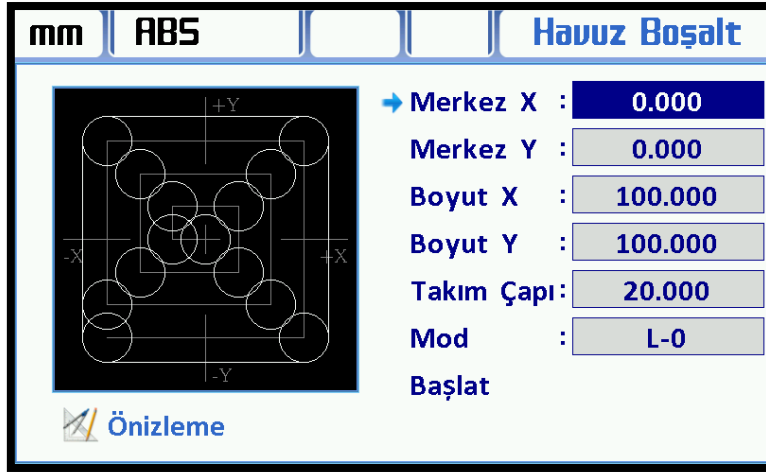 mm ABS Havuz Boşalt
+Y
-X
+X
-Y
Merkez X : 0.000
Merkez Y : 0.000
Boyut X : 100.000
Boyut Y : 100.000
Takım Çapı: 20.000
Mod : L-0
Başlat
Önizleme